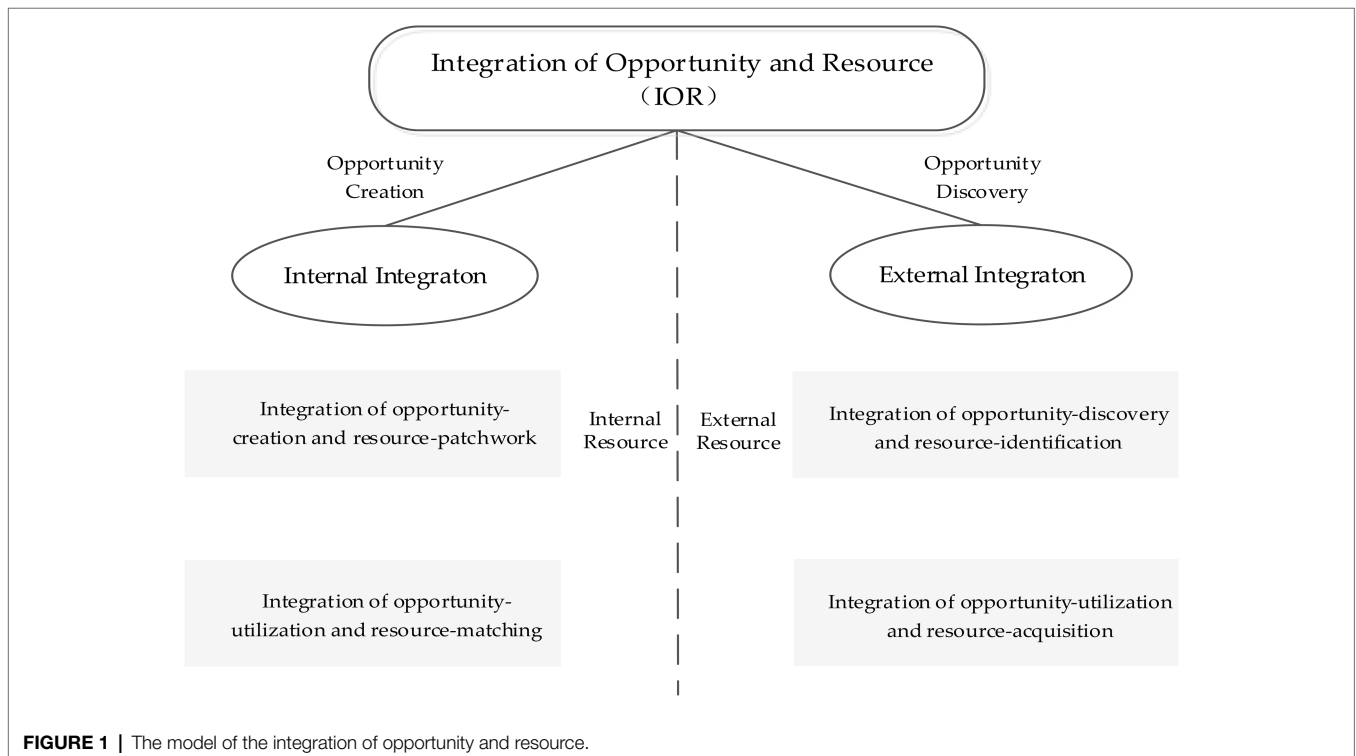 Integration of Opportunity and Resource
（IOR）
Opportunity
Creation
Opportunity
Discovery
Internal Integraton
External Integraton
Integration of opportunity-
creation and resource-patchwork
Internal
Resource
External
Resource
Integration of opportunity-discovery
and resource-identification
Integration of opportunity-
utilization and resource-matching
Integration of opportunity-utilization
and resource-acquisition
FIGURE 1 | The model of the integration of opportunity and resource.